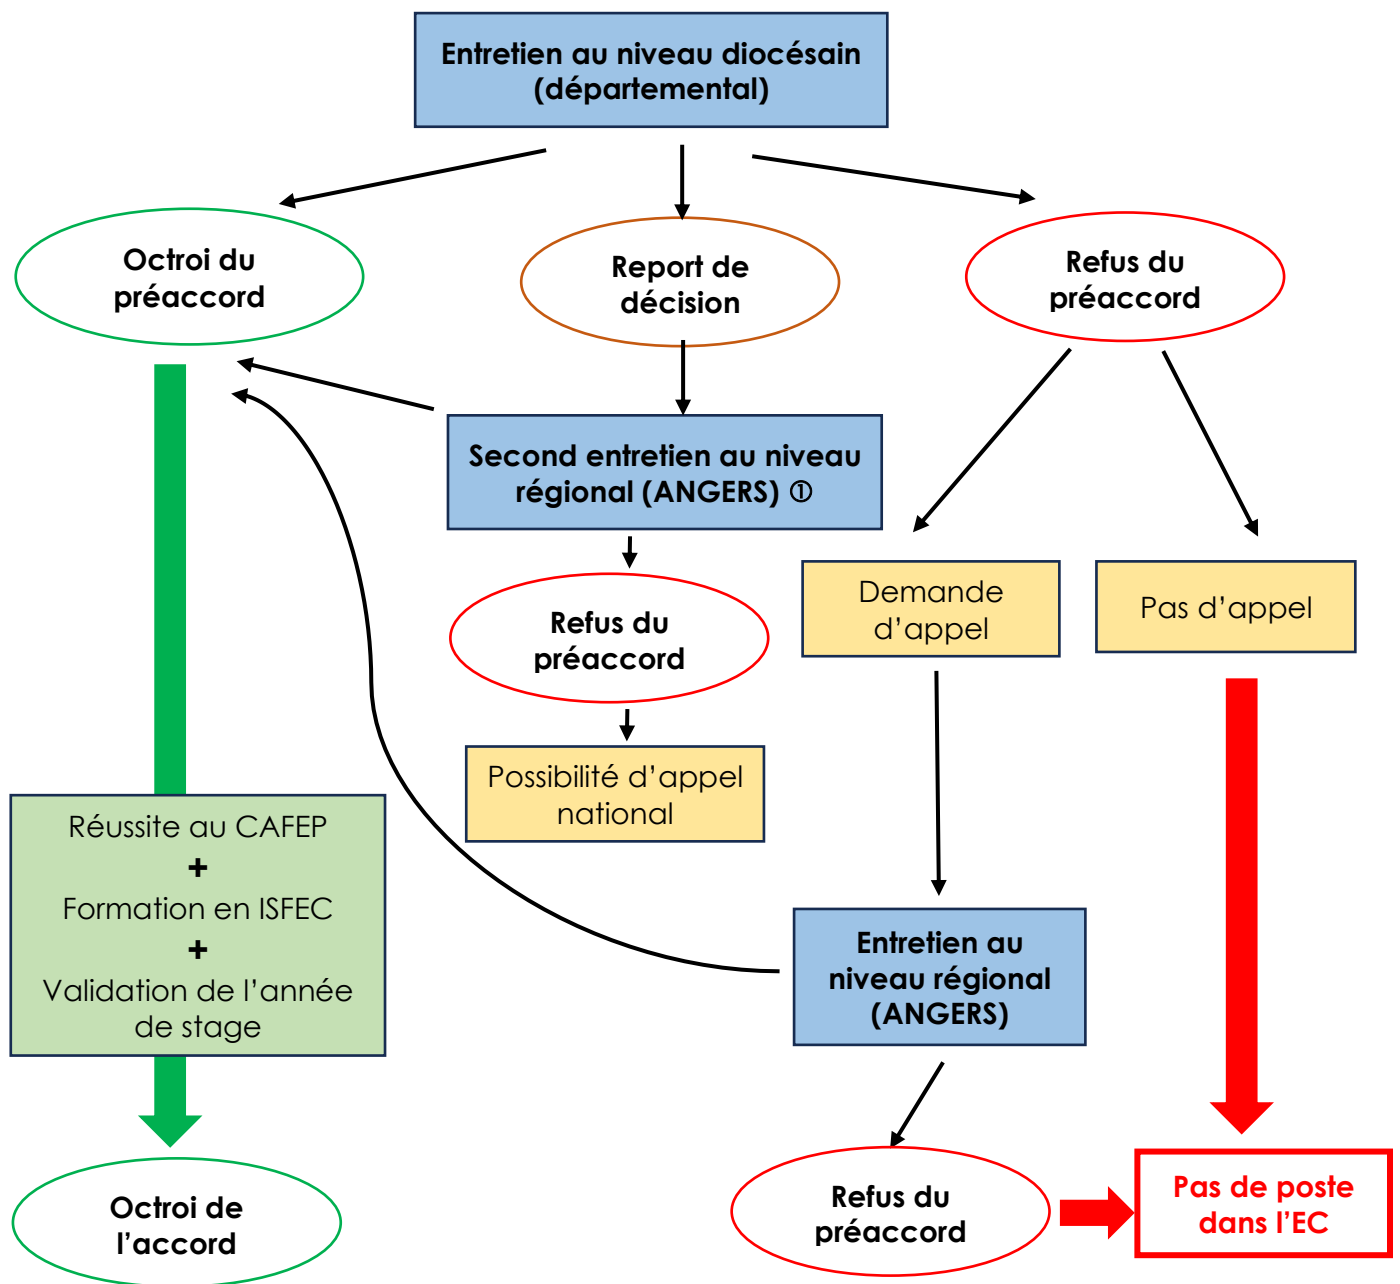 Entretien au niveau diocésain
(départemental)
Octroi du
préaccord
Report de
décision
Refus du
préaccord
Second entretien au niveau
régional (ANGERS) ①
Refus du
préaccord
Possibilité d’appel
national
Demande
d’appel
Pas d’appel
Réussite au CAFEP
+
Formation en ISFEC
+
Validation de l’année
de stage
Entretien au
niveau régional
(ANGERS)
Octroi de
l’accord
Refus du
préaccord
Pas de poste
dans l’EC